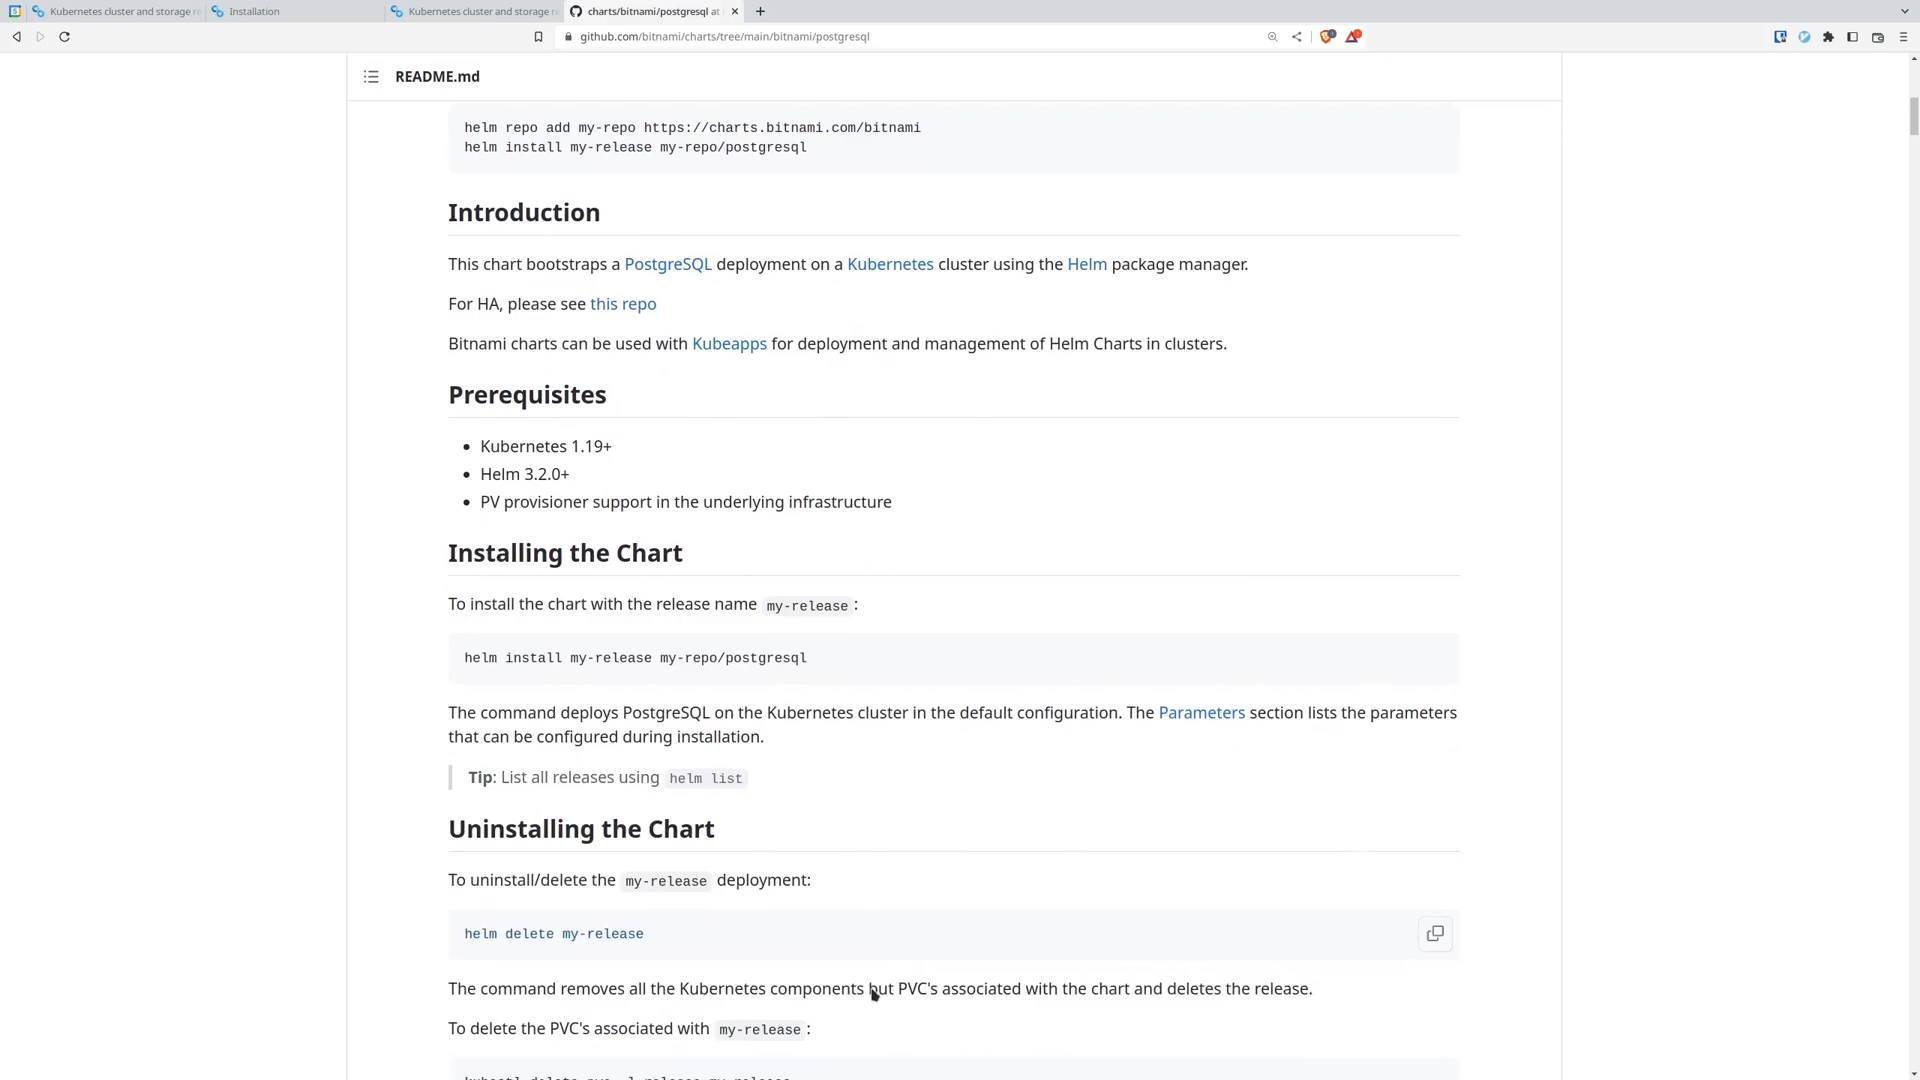 Kubernetes cluster and storage re
Installation
Kubernetes cluster and storage re
charts/bitnami/postgresql at
github.com/bitnami/charts/tree/main/bitnami/postgresql
README.md
helm repo add my-repo https://charts.bitnami.com/bitnami
helm install my-release my-repo/postgresql
Introduction
This chart bootstraps a PostgreSQL deployment on a Kubernetes cluster using the Helm package manager.
For HA, please see this repo
Bitnami charts can be used with Kubeapps for deployment and management of Helm Charts in clusters.
Prerequisites
Kubernetes 1.19+
Helm 3.2.0+
PV provisioner support in the underlying infrastructure
Installing the Chart
To install the chart with the release name my-release:
helm install my-release my-repo/postgresql
The command deploys PostgreSQL on the Kubernetes cluster in the default configuration. The Parameters section lists the parameters
that can be configured during installation.
Tip: List all releases using helm list
Uninstalling the Chart
To uninstall/delete the my-release deployment:
helm delete my-release
The command removes all the Kubernetes components but PVC's associated with the chart and deletes the release.
To delete the PVC's associated with my-release: